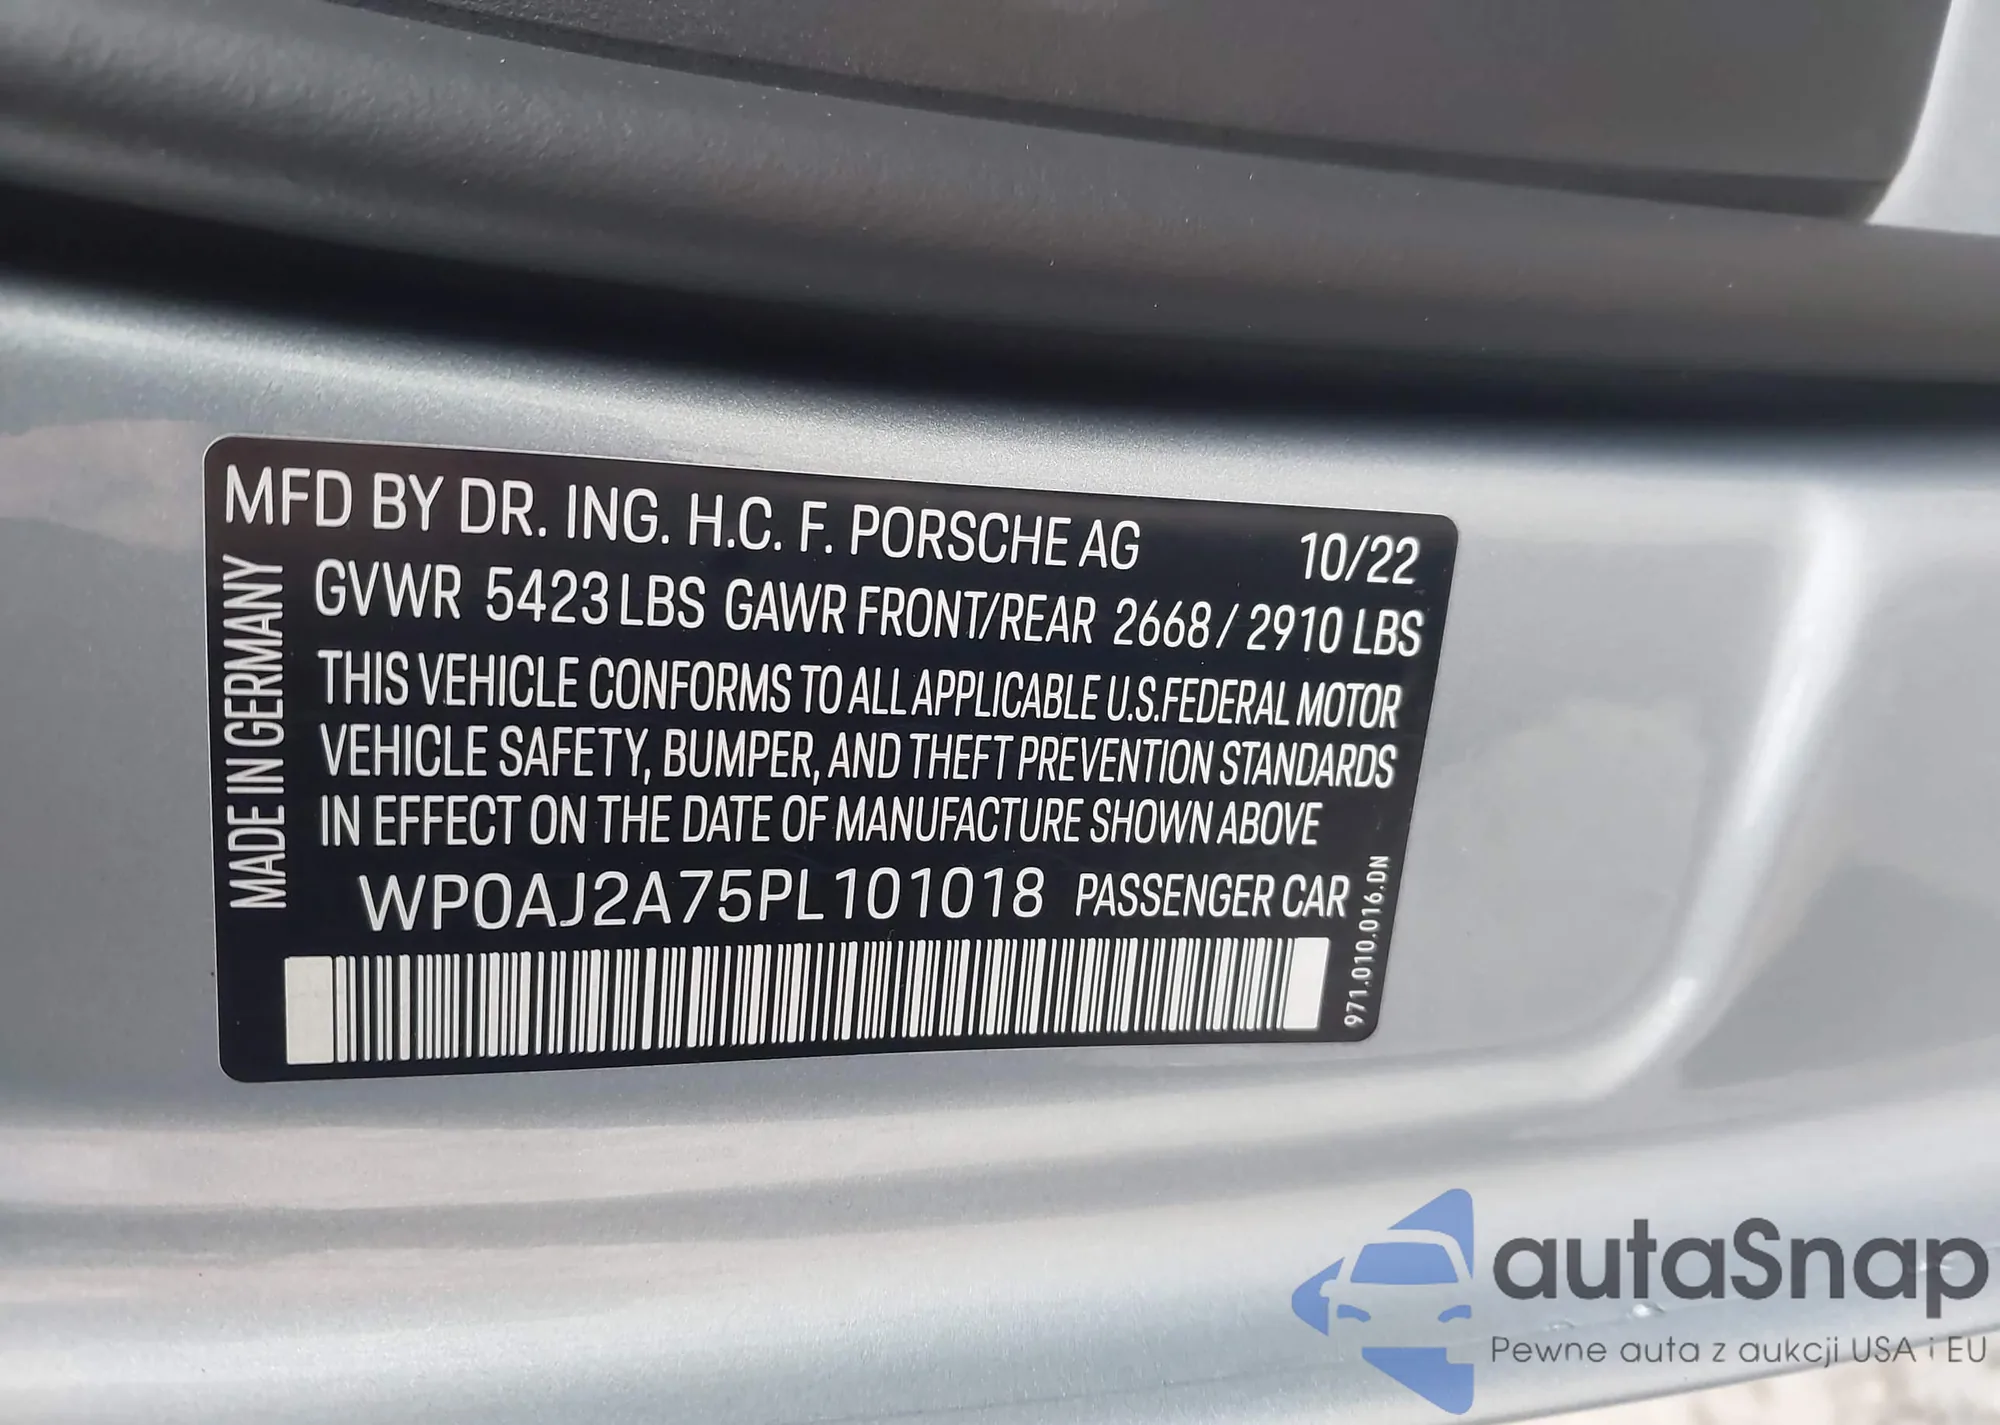 MFD BY DR. ING. H.C. F. PORSCHE AG 10/22
GVWR 5423 LBS GAWR FRONT/REAR 2668 / 2910 LBS
THIS VEHICLE CONFORMS TO ALL APPLICABLE U.S.FEDERAL MOTOR
VEHICLE SAFETY, BUMPER, AND THEFT PREVENTION STANDARDS
IN EFFECT ON THE DATE OF MANUFACTURE SHOWN ABOVE
WP0AJ2A75PL101018 PASSENGER CAR
MADE IN GERMANY
971.010.016.DN
autaSnap
Pewne auta z aukcji USA i EU